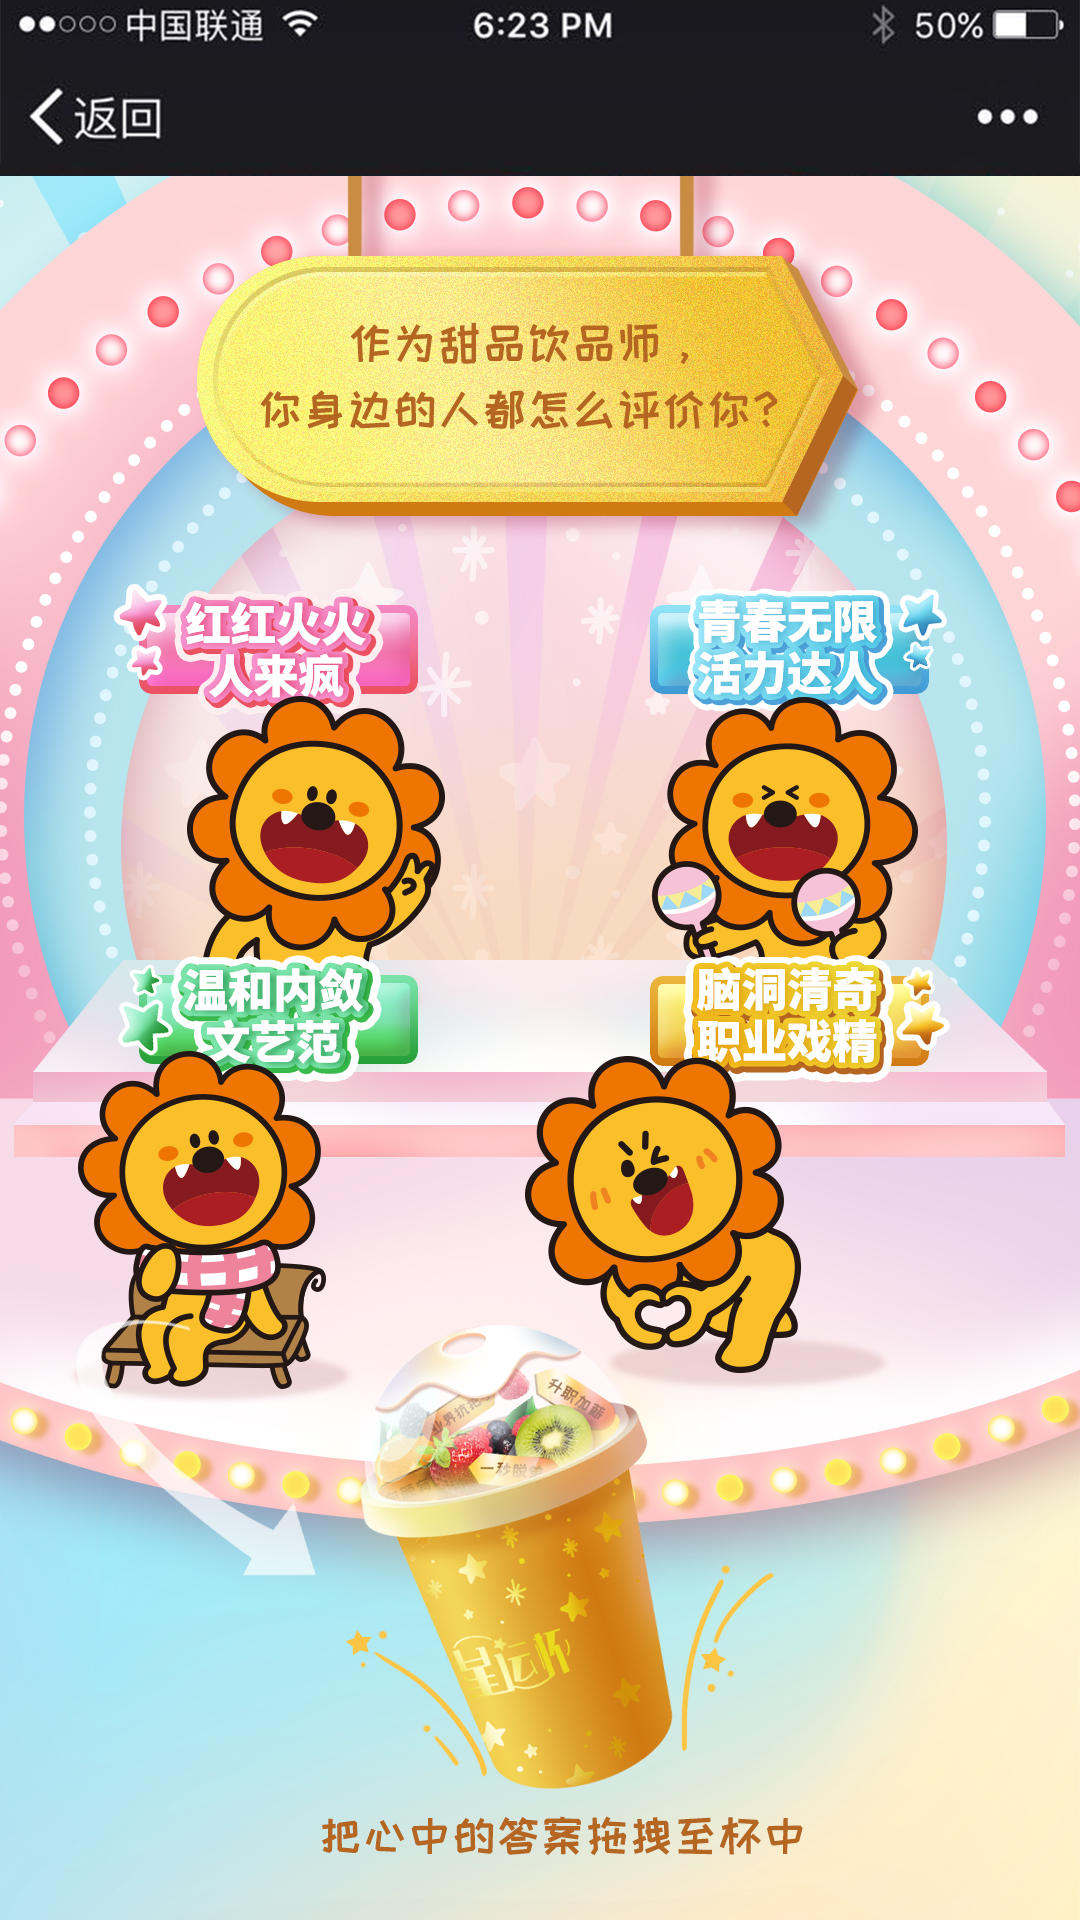 中国联通
6:23 PM
50%
返回
作为甜品饮品师，
你身边的人都怎么评价你？
红红火火
人来疯
青春无限
活力达人
温和内敛
文艺范
脑洞清奇
职业戏精
升职加薪
一秒脱单
星运杯
把心中的答案拖拽至杯中